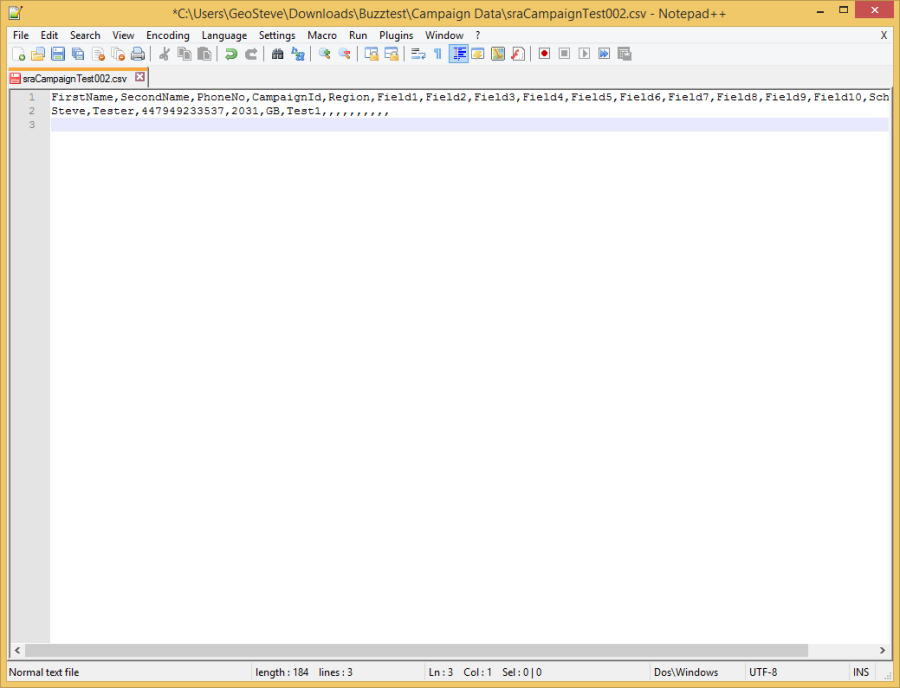 *C:\Users\GeoSteve\Downloads\Buzztest\Campaign Data\sraCampaignTest002.csv - Notepad++
File Edit Search View Encoding Language Settings Macro Run Plugins Window ? X
sraCampaignTest002.csv
1 FirstName,SecondName,PhoneNo,CampaignId,Region,Field1,Field2,Field3,Field4,Field5,Field6,Field7,Field8,Field9,Field10,Sch
2 Steve,Tester,447949233537,2031,GB,Test1,,,,,,,,,,
3
Normal text file length : 184 lines : 3 Ln : 3 Col : 1 Sel : 0 | 0 Dos\Windows UTF-8 INS